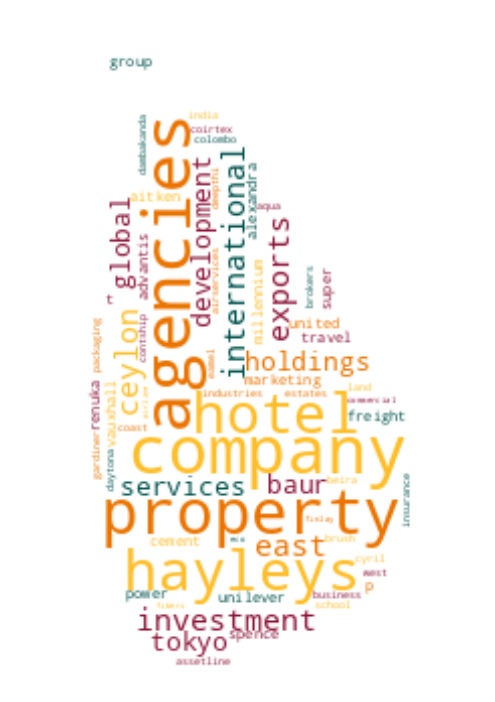 group
india
coirtex
colombo
dambakanda
agencies
development
deepthi
international
alexandra
aitken
aqua
global
advantis
exports
airservices
millennium
brokers
super
united
travel
ceylon
contship
packaging
holdings
marketing
renuka
vauxhall
industries
estates
land
commercial
hotel
freight
coast
gardiner
daytona
company
services
baur
beira
insurance
property
finlay
cement
east
brush
cyril
hayleys
west
p
power
unilever
business
school
investment
tokyo
spence
assetline